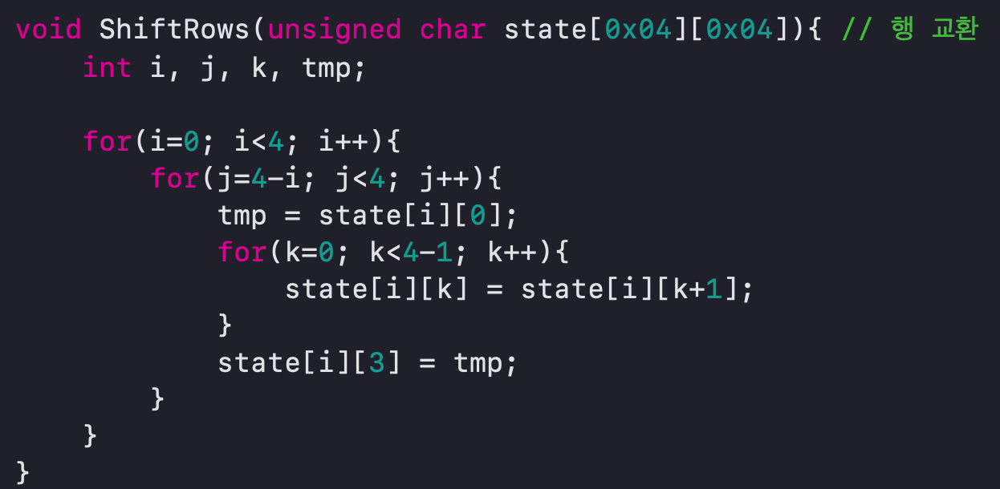 void ShiftRows(unsigned char state[0x04][0x04]){ // 행 교환
    int i, j, k, tmp;

    for(i=0; i<4; i++){
        for(j=4-i; j<4; j++){
            tmp = state[i][0];
            for(k=0; k<4-1; k++){
                state[i][k] = state[i][k+1];
            }
            state[i][3] = tmp;
        }
    }
}